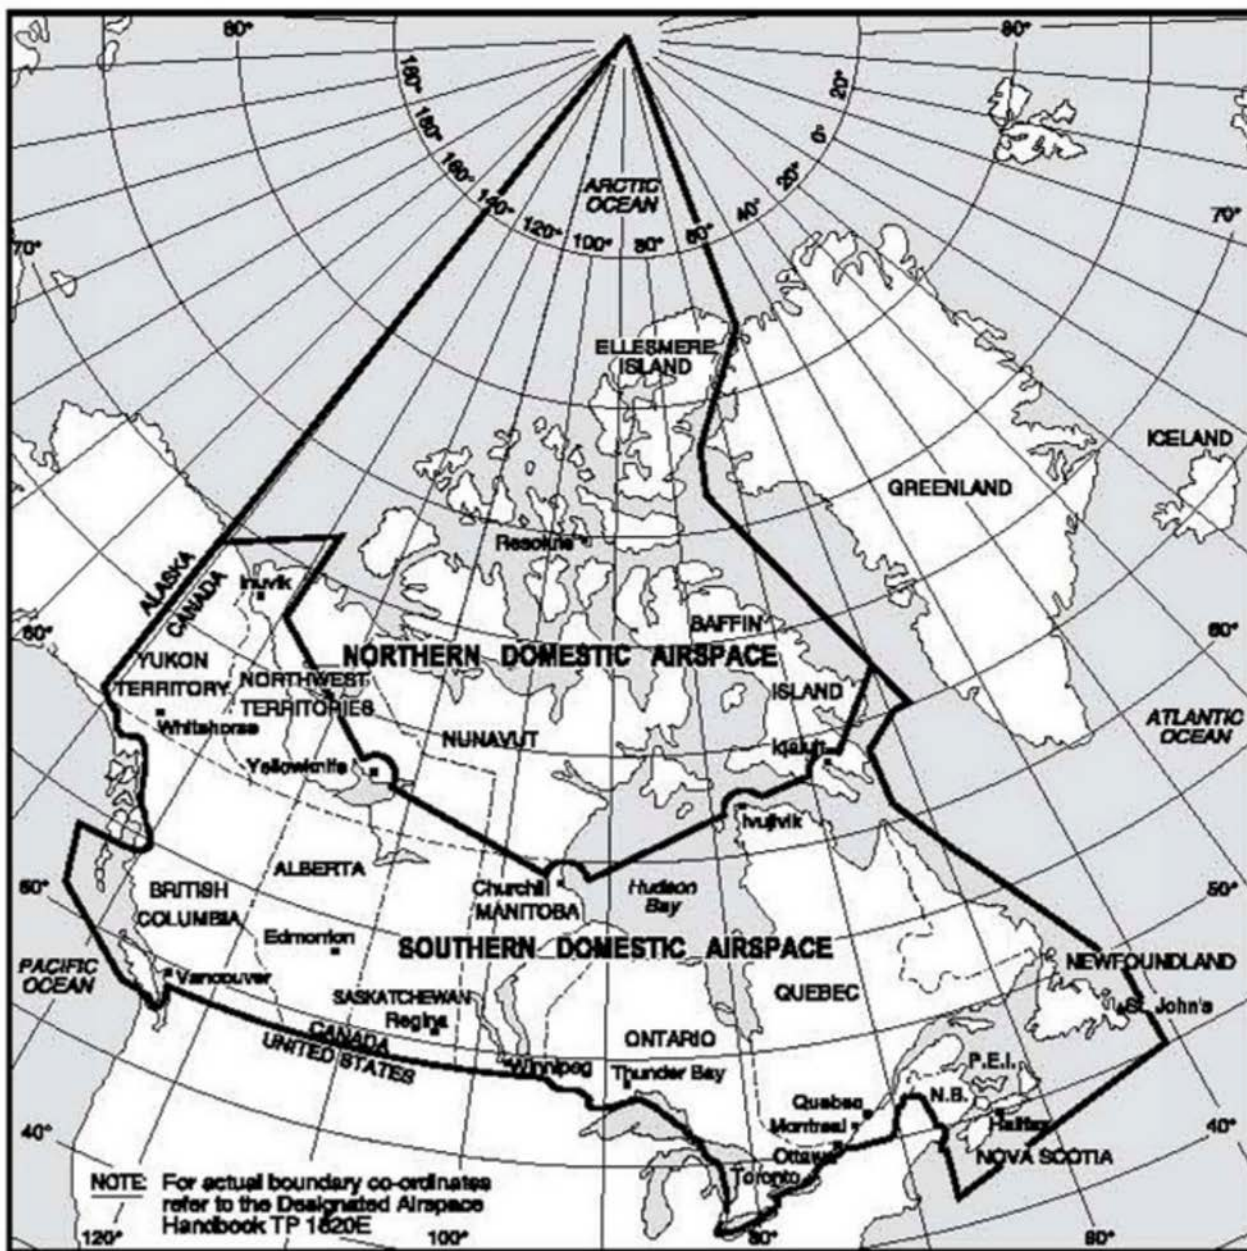 80°
80°
160°
180°
160°
160°
140°
120°
100°
80°
60°
40°
20°
0°
20°
ARCTIC
OCEAN
70°
70°
ELLESMERE
ISLAND
ICELAND
GREENLAND
Resolute
ALASKA
CANADA
Inuvik
BAFFIN
60°
60°
YUKON
TERRITORY
NORTHERN DOMESTIC AIRSPACE
NORTHWEST
TERRITORIES
ISLAND
Whitehorse
NUNAVUT
Iqaluit
ATLANTIC
OCEAN
Yellowknife
Ivujivik
ALBERTA
50°
50°
BRITISH
COLUMBIA
Churchill
MANITOBA
Hudson
Bay
Edmonton
SOUTHERN DOMESTIC AIRSPACE
PACIFIC
OCEAN
Vancouver
NEWFOUNDLAND
SASKATCHEWAN
QUEBEC
St. John's
Regina
CANADA
UNITED STATES
ONTARIO
Winnipeg
Thunder Bay
P.E.I.
N.B.
Quebec
Montreal
Halifax
40°
40°
Ottawa
NOVA SCOTIA
Toronto
NOTE: For actual boundary co-ordinates
refer to the Designated Airspace
Handbook TP 1820E
120°
100°
80°
60°